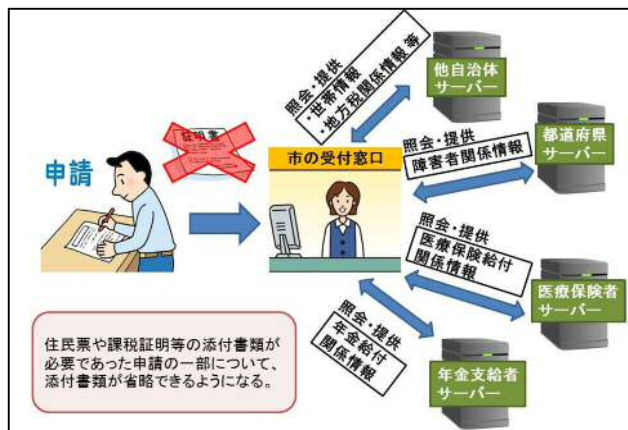 申請
証明書
市の受付窓口
照会・提供
・世帯情報
・地方税関係情報 等
他自治体
サーバー
照会・提供
障害者関係情報
都道府県
サーバー
照会・提供
医療保険給付
関係情報
医療保険者
サーバー
照会・提供
年金給付
関係情報
年金支給者
サーバー
住民票や課税証明等の添付書類が
必要であった申請の一部について、
添付書類が省略できるようになる。